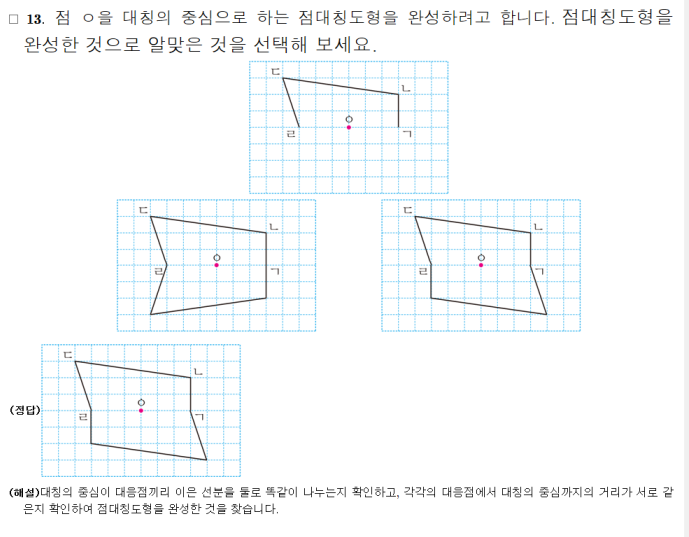 □ 13. 점 ㅇ을 대칭의 중심으로 하는 점대칭도형을 완성하려고 합니다. 점대칭도형을
완성한 것으로 알맞은 것을 선택해 보세요.
ㄷ
ㄴ
ㅇ
ㄹ ㄱ
ㄷ ㄷ
ㄴ ㄴ
ㅇ ㅇ
ㄹ ㄱ ㄹ ㄱ
ㄷ
ㄴ
ㅇ
(정답) ㄹ ㄱ
(해설)대칭의 중심이 대응점끼리 이은 선분을 둘로 똑같이 나누는지 확인하고, 각각의 대응점에서 대칭의 중심까지의 거리가 서로 같
은지 확인하여 점대칭도형을 완성한 것을 찾습니다.